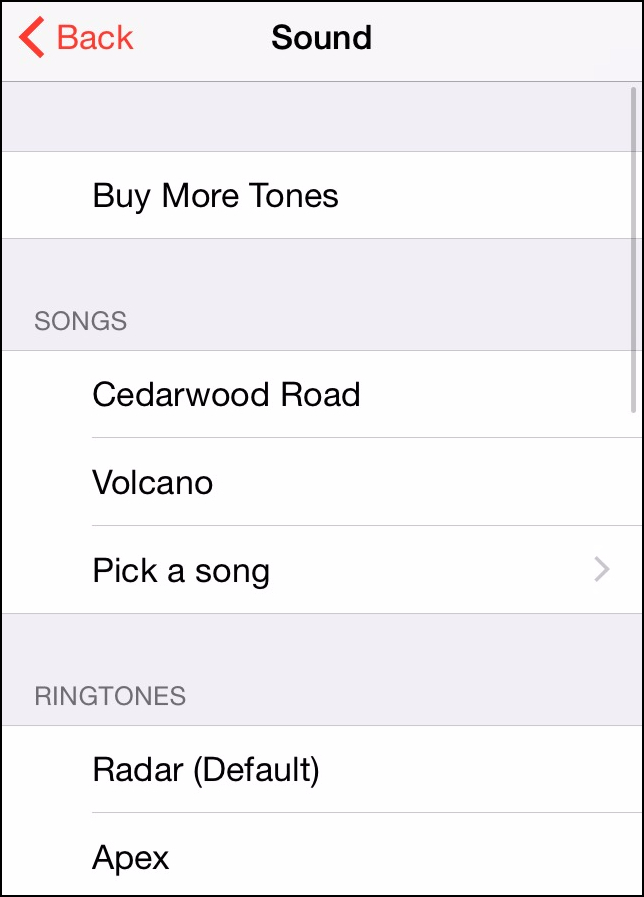 Back Sound
Buy More Tones
SONGS
Cedarwood Road
Volcano
Pick a song
RINGTONES
Radar (Default)
Apex